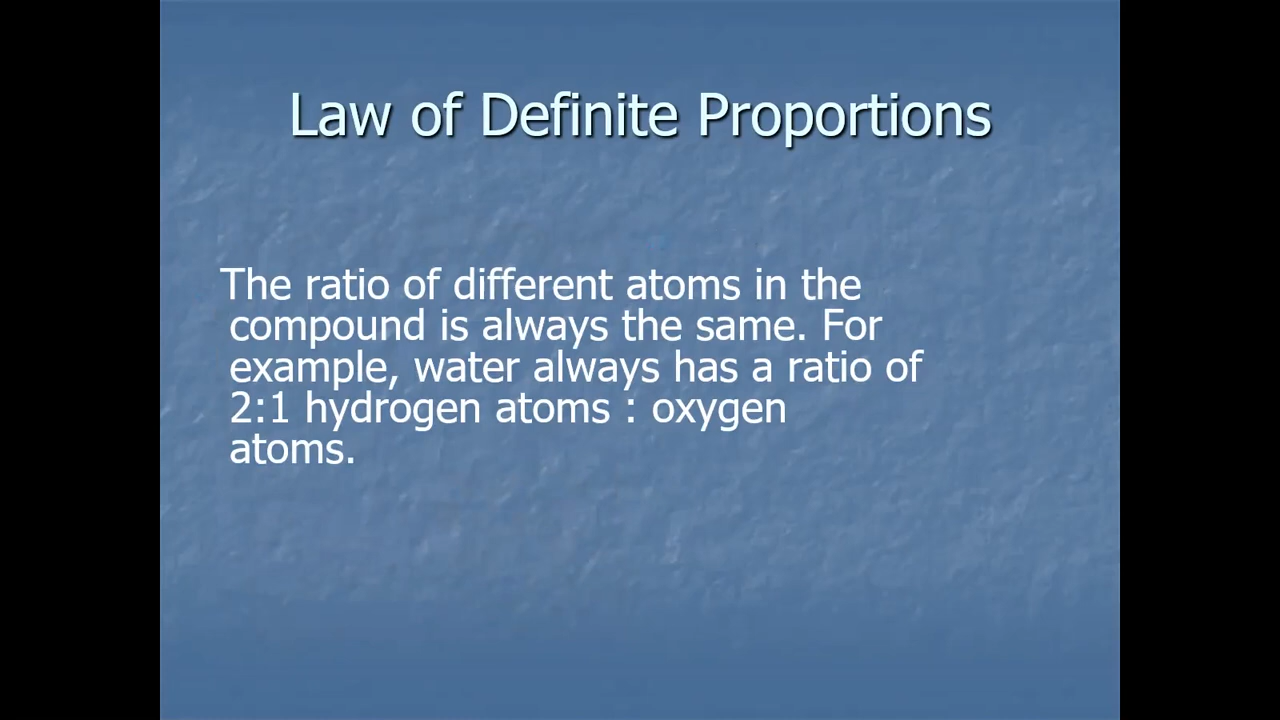 Law of Definite Proportions
The ratio of different atoms in the
compound is always the same. For
example, water always has a ratio of
2:1 hydrogen atoms : oxygen
atoms.